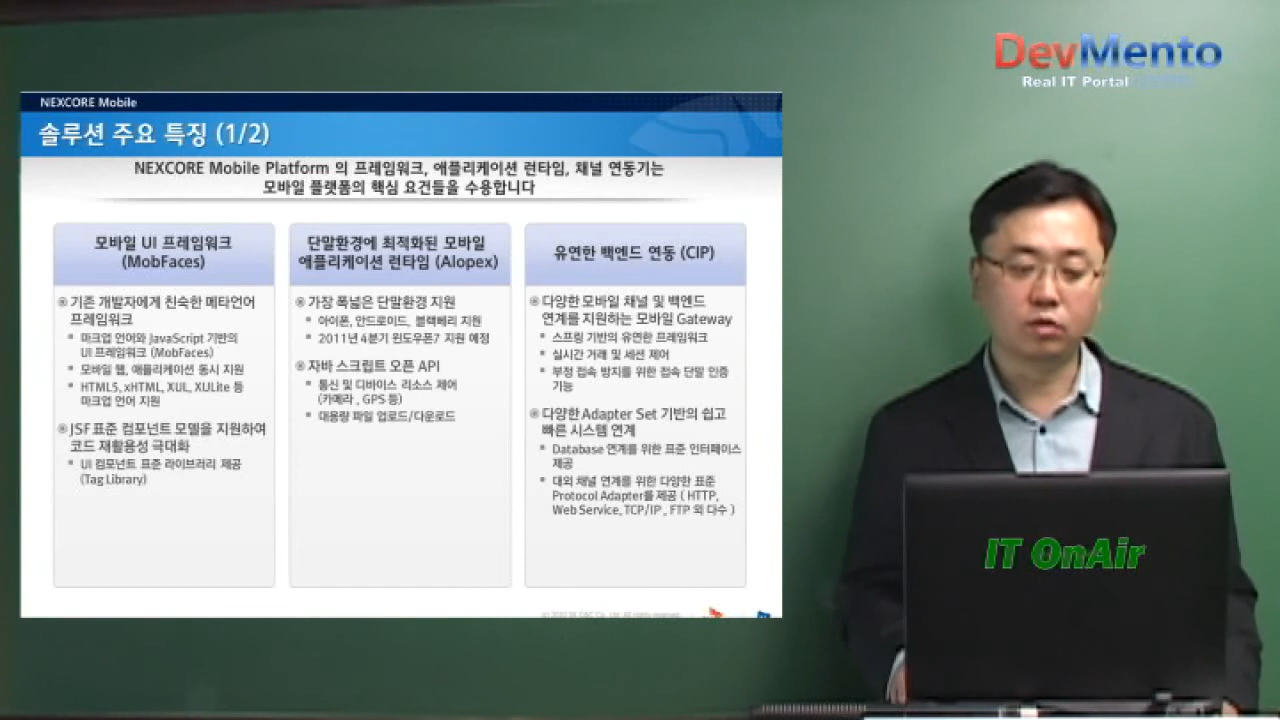 DevMento
Real IT Portal
NEXCORE Mobile
솔루션 주요 특징 (1/2)
NEXCORE Mobile Platform 의 프레임워크, 애플리케이션 런타임, 채널 연동기는
모바일 플랫폼의 핵심 요건들을 수용합니다
모바일 UI 프레임워크
(MobFaces)
기존 개발자에게 친숙한 메타언어
프레임워크
마크업 언어와 JavaScript 기반의
UI 프레임워크 (MobFaces)
모바일 웹, 애플리케이션 동시 지원
HTML5, xHTML, XUL, XULite 등
마크업 언어 지원
JSF 표준 컴포넌트 모델을 지원하여
코드 재활용성 극대화
UI 컴포넌트 표준 라이브러리 제공
(Tag Library)
단말환경에 최적화된 모바일
애플리케이션 런타임 (Alopex)
가장 폭넓은 단말환경 지원
아이폰, 안드로이드, 블랙베리 지원
2011년 4분기 윈도우폰7 지원 예정
자바 스크립트 오픈 API
통신 및 디바이스 리소스 제어
(카메라 , GPS 등)
대용량 파일 업로드/다운로드
유연한 백엔드 연동 (CIP)
다양한 모바일 채널 및 백엔드
연계를 지원하는 모바일 Gateway
스프링 기반의 유연한 프레임워크
실시간 거래 및 세션 제어
부정 접속 방지를 위한 접속 단말 인증
기능
다양한 Adapter Set 기반의 쉽고
빠른 시스템 연계
Database 연계를 위한 표준 인터페이스
제공
대외 채널 연계를 위한 다양한 표준
Protocol Adapter를 제공 ( HTTP,
Web Service, TCP/IP , FTP 외 다수 )
IT OnAir